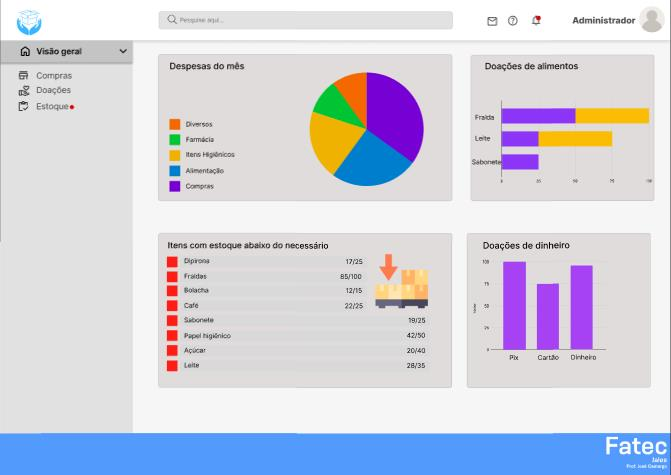 Pesquise aqui...
Administrador
Visão geral
Compras
Doações
Estoque
Despesas do mês
Diversos
Farmácia
Itens Higiênicos
Alimentação
Compras
Doações de alimentos
Fralda
Leite
Sabonete
0 25 50 75 100
Itens com estoque abaixo do necessário
Dipirona 17/25
Fraldas 85/100
Bolacha 12/15
Café 22/25
Sabonete 19/25
Papel higiênico 42/50
Açúcar 20/40
Leite 28/35
Doações de dinheiro
100
75
50
25
0
Pix Cartão Dinheiro
Fatec
Jales
Prof. José Camargo